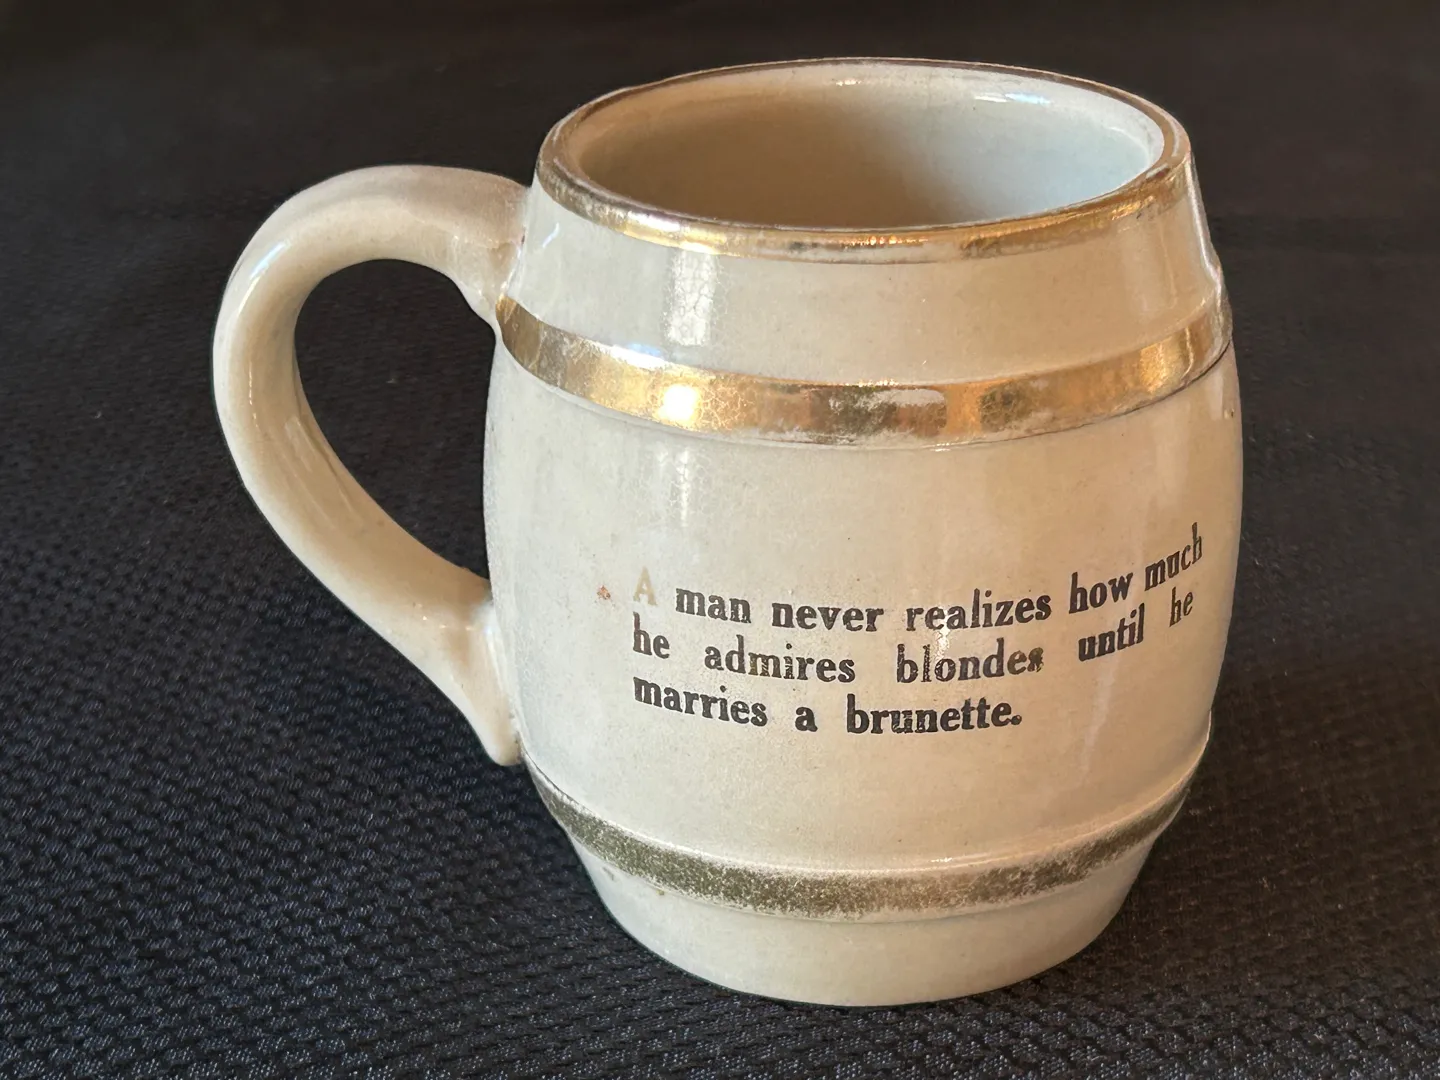 A man never realizes how much
he admires blondes until he
marries a brunette.